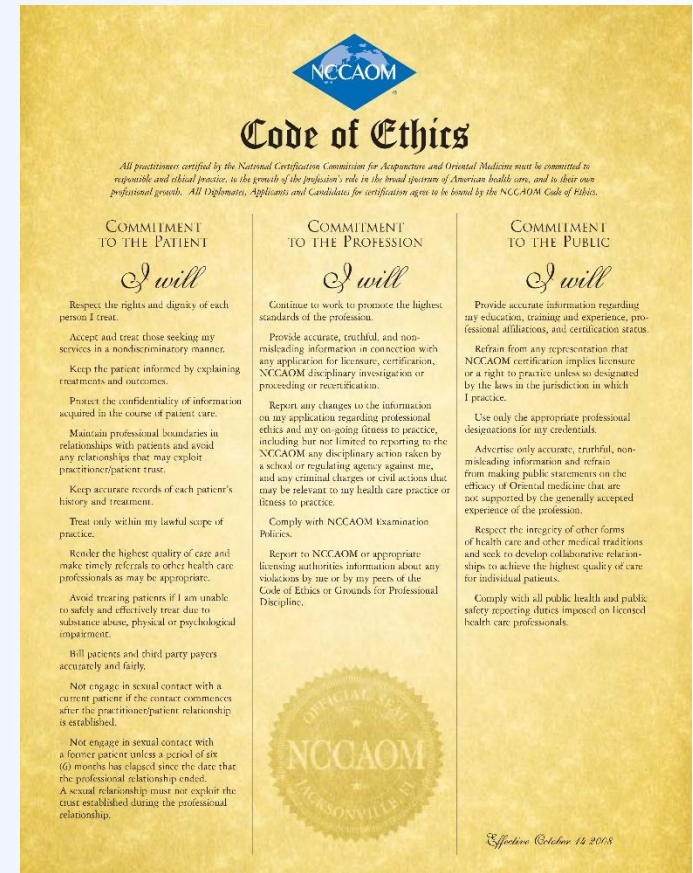 NCCAOM
®
Code of Ethics
All practitioners certified by the National Certification Commission for Acupuncture and Oriental Medicine must be committed to
responsible and ethical practice, to the growth of the profession's role in the broad spectrum of American health care, and to their own
professional growth. All Diplomates, Applicants and Candidates for certification agree to be bound by the NCCAOM Code of Ethics.
COMMITMENT
TO THE PATIENT
I will
Respect the rights and dignity of each
person I treat.
Accept and treat those seeking my
services in a nondiscriminatory manner.
Keep the patient informed by explaining
treatments and outcomes.
Protect the confidentiality of information
acquired in the course of patient care.
Maintain professional boundaries in
relationships with patients and avoid
any relationships that may exploit
practitioner/patient trust.
Keep accurate records of each patient's
history and treatment.
Treat only within my lawful scope of
practice.
Render the highest quality of care and
make timely referrals to other health care
professionals as may be appropriate.
Avoid treating patients if I am unable
to safely and effectively treat due to
substance abuse, physical or psychological
impairment.
Bill patients and third party payers
accurately and fairly.
Not engage in sexual contact with a
current patient if the contact commences
after the practitioner/patient relationship
is established.
Not engage in sexual contact with
a former patient unless a period of six
(6) months has elapsed since the date that
the professional relationship ended.
A sexual relationship must not exploit the
trust established during the professional
relationship.
COMMITMENT
TO THE PROFESSION
I will
Continue to work to promote the highest
standards of the profession.
Provide accurate, truthful, and non-
misleading information in connection with
any application for licensure, certification,
NCCAOM disciplinary investigation or
proceeding or recertification.
Report any changes to the information
on my application regarding professional
ethics and my on-going fitness to practice,
including but not limited to reporting to the
NCCAOM any disciplinary action taken by
a school or regulating agency against me,
and any criminal charges or civil actions that
may be relevant to my health care practice or
fitness to practice.
Comply with NCCAOM Examination
Policies.
Report to NCCAOM or appropriate
licensing authorities information about any
violations by me or by my peers of the
Code of Ethics or Grounds for Professional
Discipline.
OFFICIAL
NCCAOM
JACKSONVILLE, FL
COMMITMENT
TO THE PUBLIC
I will
Provide accurate information regarding
my education, training and experience, pro-
fessional affiliations, and certification status.
Refrain from any representation that
NCCAOM certification implies licensure
or a right to practice unless so designated
by the laws in the jurisdiction in which
I practice.
Use only the appropriate professional
designations for my credentials.
Advertise only accurate, truthful, non-
misleading information and refrain
from making public statements on the
efficacy of Oriental medicine that are
not supported by the generally accepted
experience of the profession.
Respect the integrity of other forms
of health care and other medical traditions
and seek to develop collaborative relation-
ships to achieve the highest quality of care
for individual patients.
Comply with all public health and public
safety reporting duties imposed on licensed
health care professionals.
Effective October 14 2008